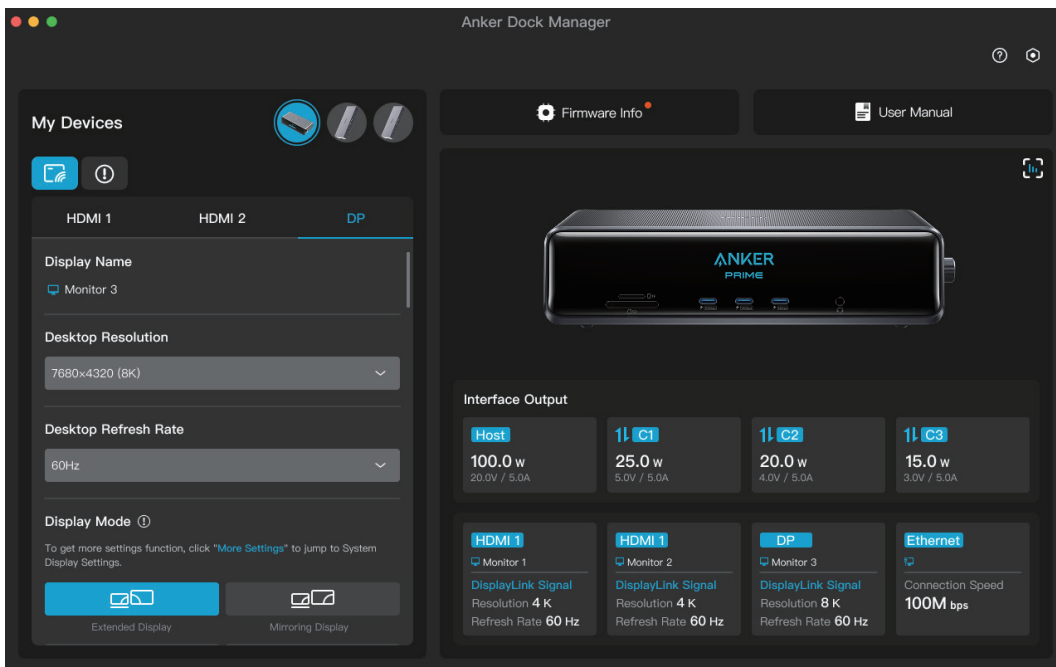 Anker Dock Manager
My Devices
Firmware Info
User Manual
HDMI 1
HDMI 2
DP
Display Name
Monitor 3
Desktop Resolution
7680×4320 (8K)
Desktop Refresh Rate
60Hz
Display Mode
To get more settings function, click "More Settings" to jump to System
Display Settings.
Extended Display
Mirroring Display
ANKER
PRIME
Interface Output
Host
100.0 w
20.0V / 5.0A
C1
25.0 w
5.0V / 5.0A
C2
20.0 w
4.0V / 5.0A
C3
15.0 w
3.0V / 5.0A
HDMI 1
Monitor 1
DisplayLink Signal
Resolution 4 K
Refresh Rate 60 Hz
HDMI 1
Monitor 2
DisplayLink Signal
Resolution 4 K
Refresh Rate 60 Hz
DP
Monitor 3
DisplayLink Signal
Resolution 8 K
Refresh Rate 60 Hz
Ethernet
Connection Speed
100M bps